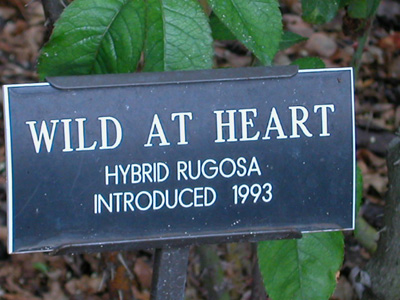 WILD AT HEART
HYBRID RUGOSA
INTRODUCED 1993